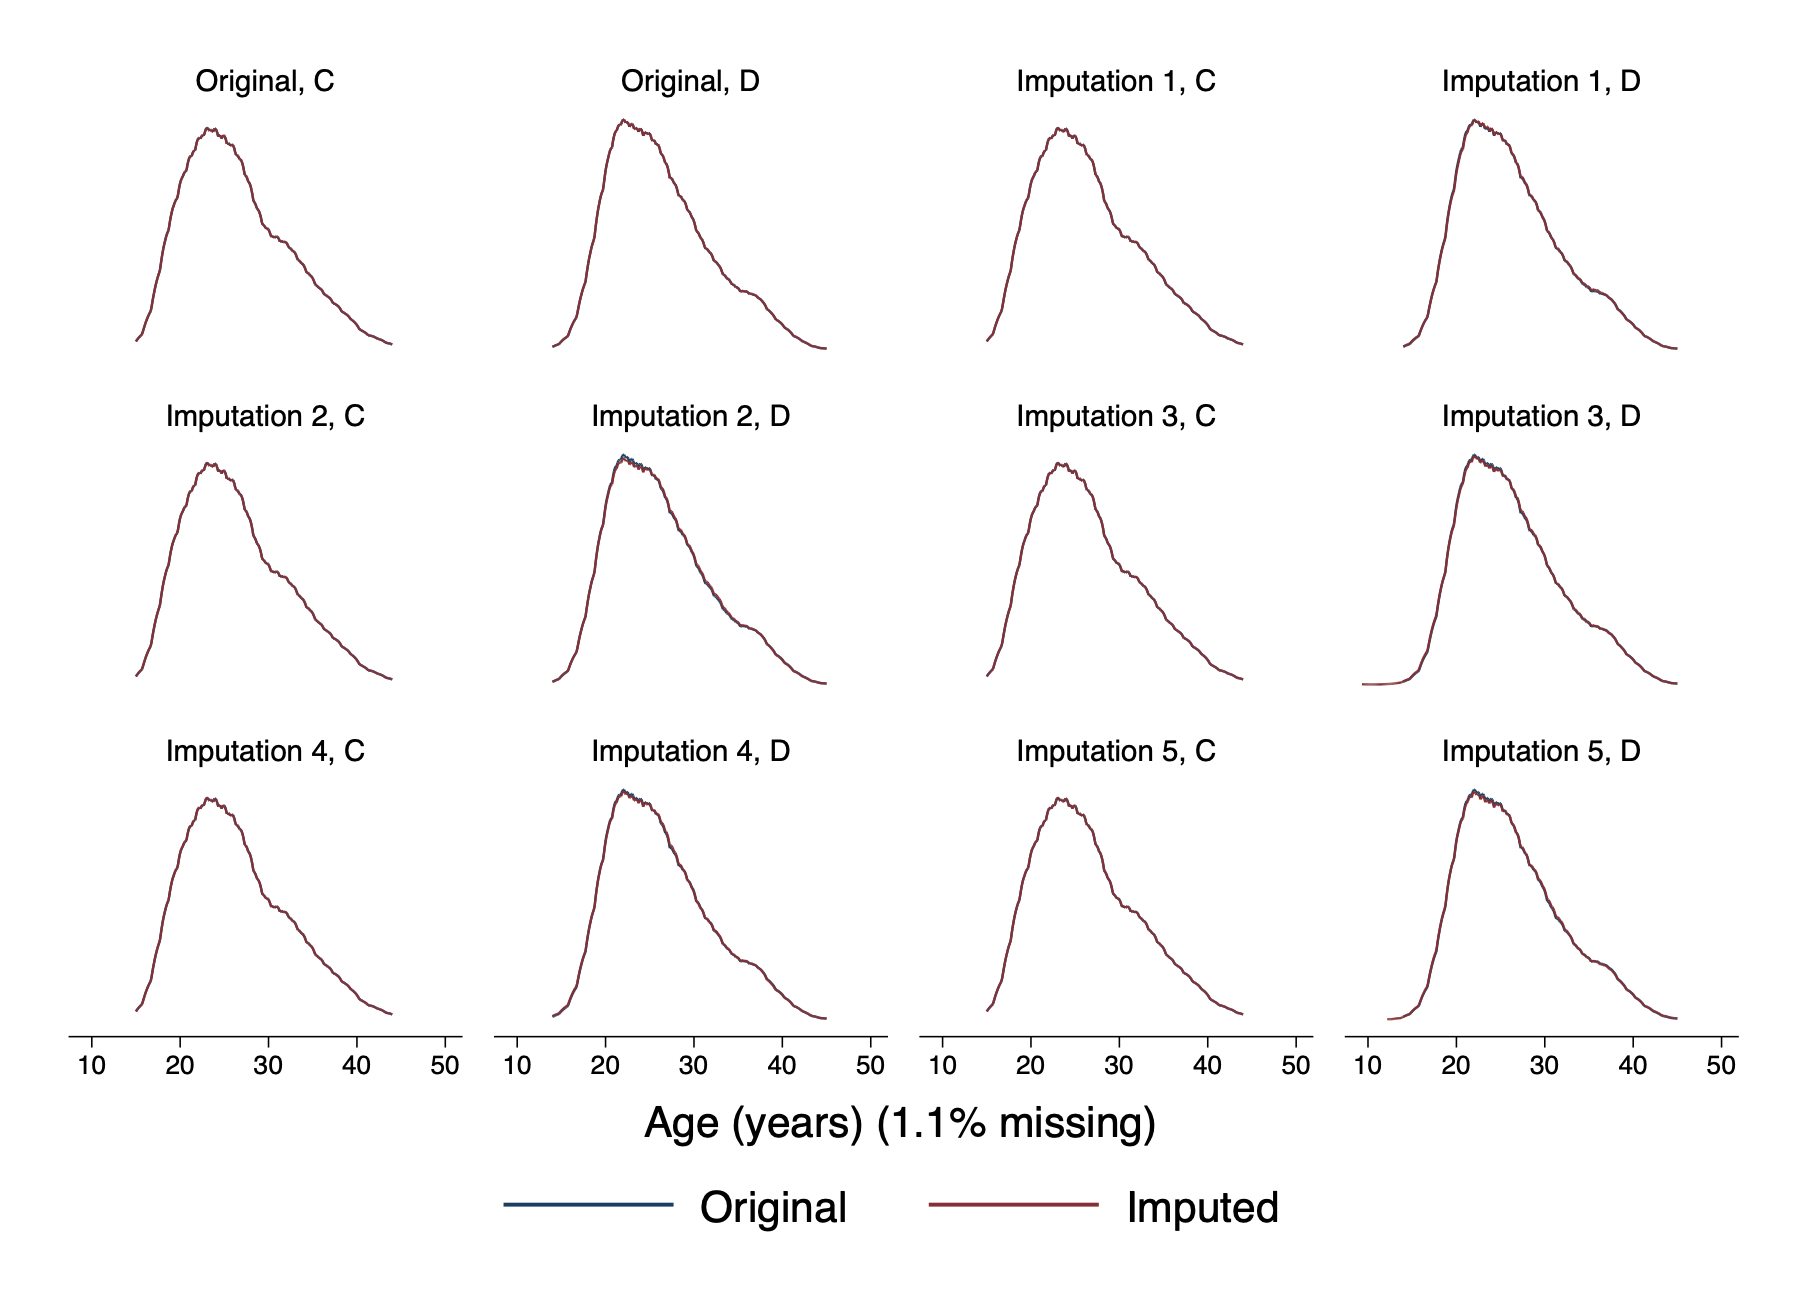 Original, C
Original, D
Imputation 1, C
Imputation 1, D
Imputation 2, C
Imputation 2, D
Imputation 3, C
Imputation 3, D
Imputation 4, C
Imputation 4, D
Imputation 5, C
Imputation 5, D
10 20 30 40 50 10 20 30 40 50 10 20 30 40 50 10 20 30 40 50
Age (years) (1.1% missing)
Original Imputed